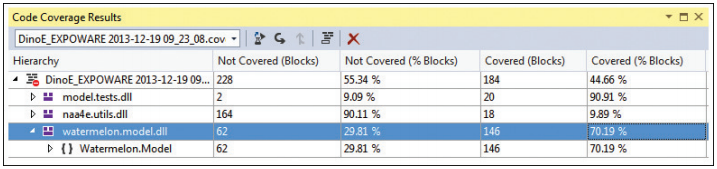 Code Coverage Results
DinoE_EXPOWARE 2013-12-19 09_23_08.cov
Hierarchy Not Covered (Blocks) Not Covered (% Blocks) Covered (Blocks) Covered (% Blocks)
DinoE_EXPOWARE 2013-12-19 09... 228 55.34 % 184 44.66 %
model.tests.dll 2 9.09 % 20 90.91 %
naa4e.utils.dll 164 90.11 % 18 9.89 %
watermelon.model.dll 62 29.81 % 146 70.19 %
{ } Watermelon.Model 62 29.81 % 146 70.19 %